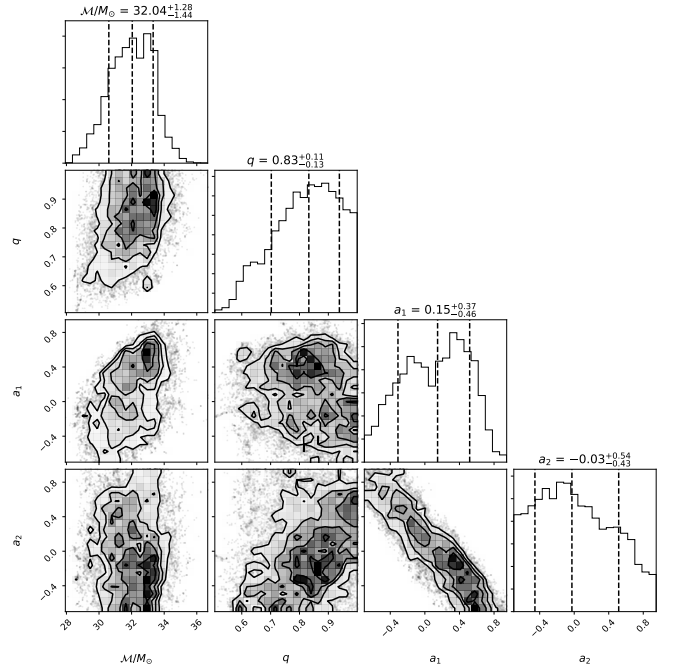 ℳ/M⊙ = 32.04+1.28−1.44
q = 0.83+0.11−0.13
0.9
0.8
0.7
0.6
q
a1 = 0.15+0.37−0.46
0.8
0.4
0.0
−0.4
a1
a2 = −0.03+0.54−0.43
0.8
0.4
0.0
−0.4
a2
28 30 32 34 36 0.6 0.7 0.8 0.9 −0.4 0.0 0.4 0.8 −0.4 0.0 0.4 0.8
ℳ/M⊙ q a1 a2